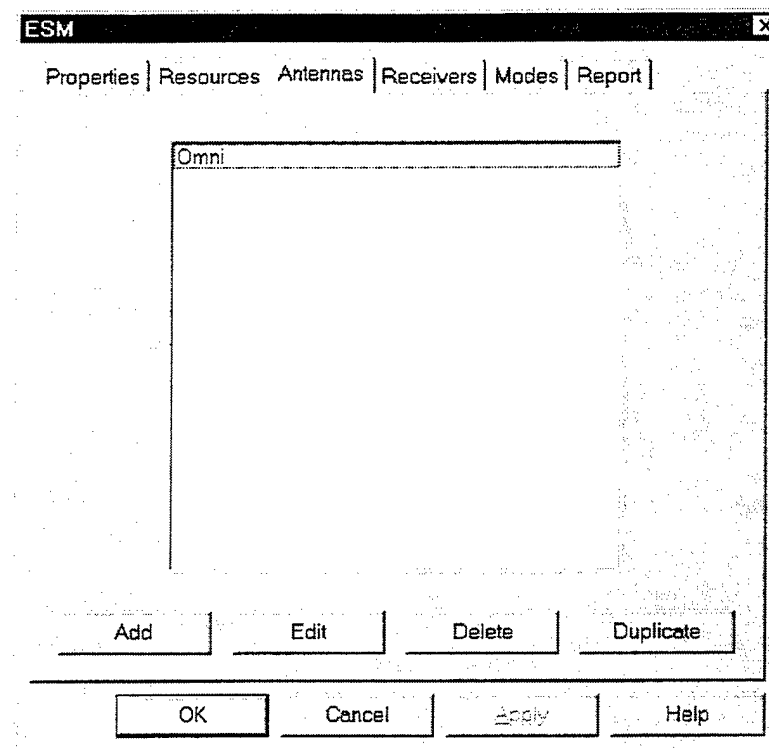 ESM
Properties Resources Antennas Receivers Modes Report
Omni
Add Edit Delete Duplicate
OK Cancel Apply Help